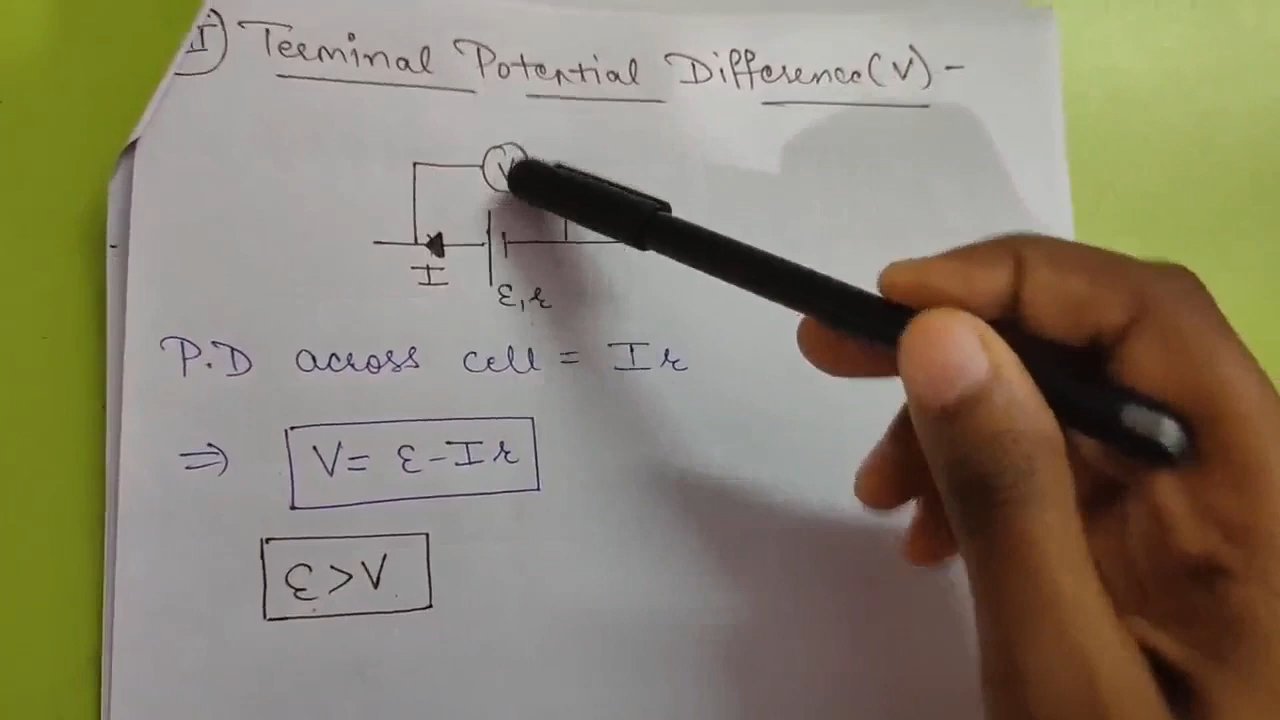 I) Terminal Potential Difference (V) -
V
I
ε, r
P.D across cell = Ir
⇒ V = ε - Ir
ε > V